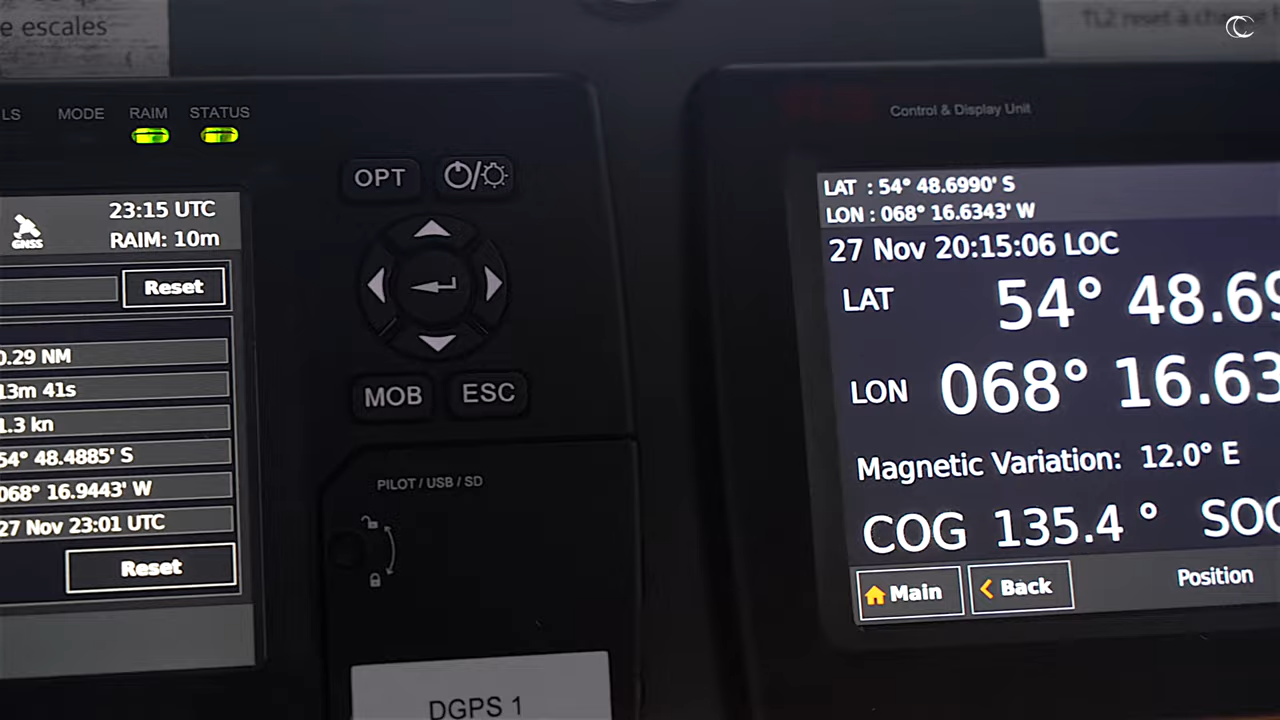 e escales
TL2 reset à
LS MODE RAIM STATUS
23:15 UTC
GNSS
RAIM: 10m
Reset
0.29 NM
13m 41s
1.3 kn
54° 48.4885' S
068° 16.9443' W
27 Nov 23:01 UTC
Reset
OPT
MOB ESC
PILOT / USB / SD
DGPS 1
Control & Display Unit
LAT : 54° 48.6990' S
LON : 068° 16.6343' W
27 Nov 20:15:06 LOC
LAT 54° 48.69
LON 068° 16.63
Magnetic Variation: 12.0° E
COG 135.4 ° SOG
Main Back Position